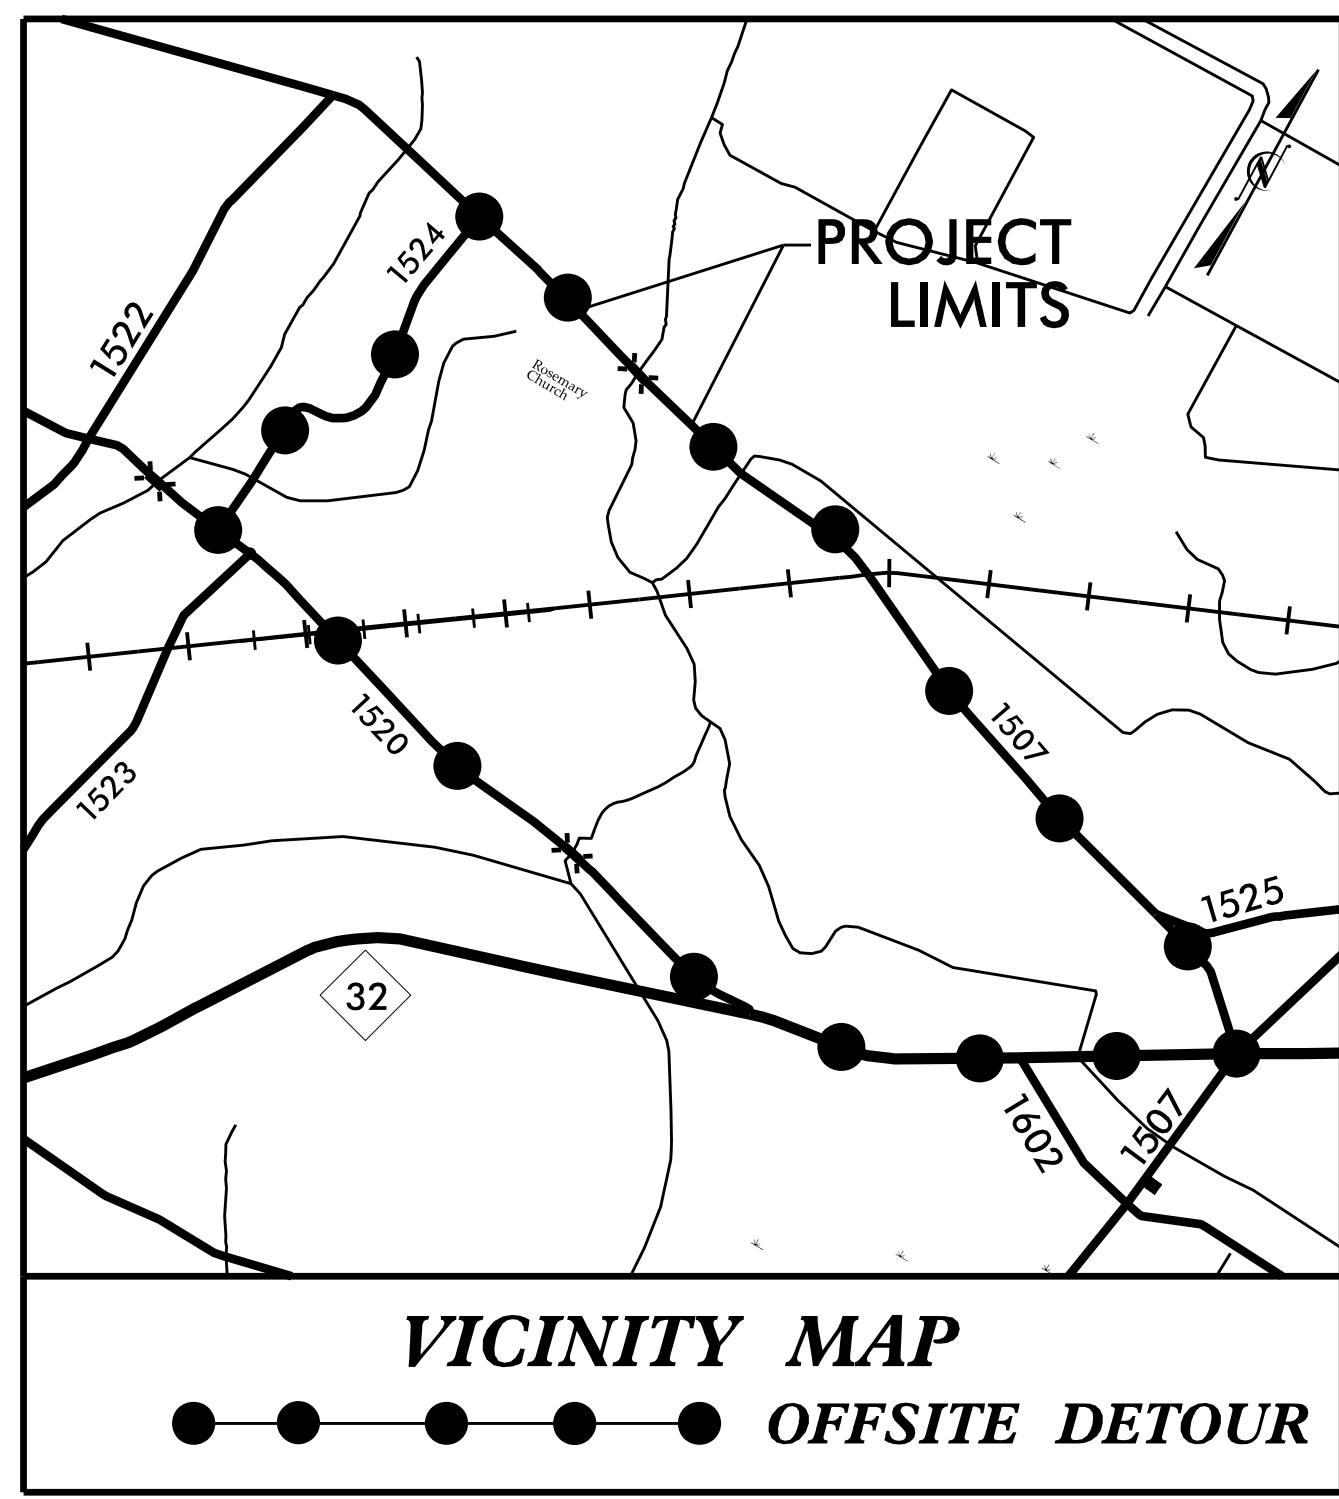 N
PROJECT
LIMITS
1524
1522
Rosemary
Church
1520
1507
1523
1525
32
1602
1507
VICINITY MAP
OFFSITE DETOUR